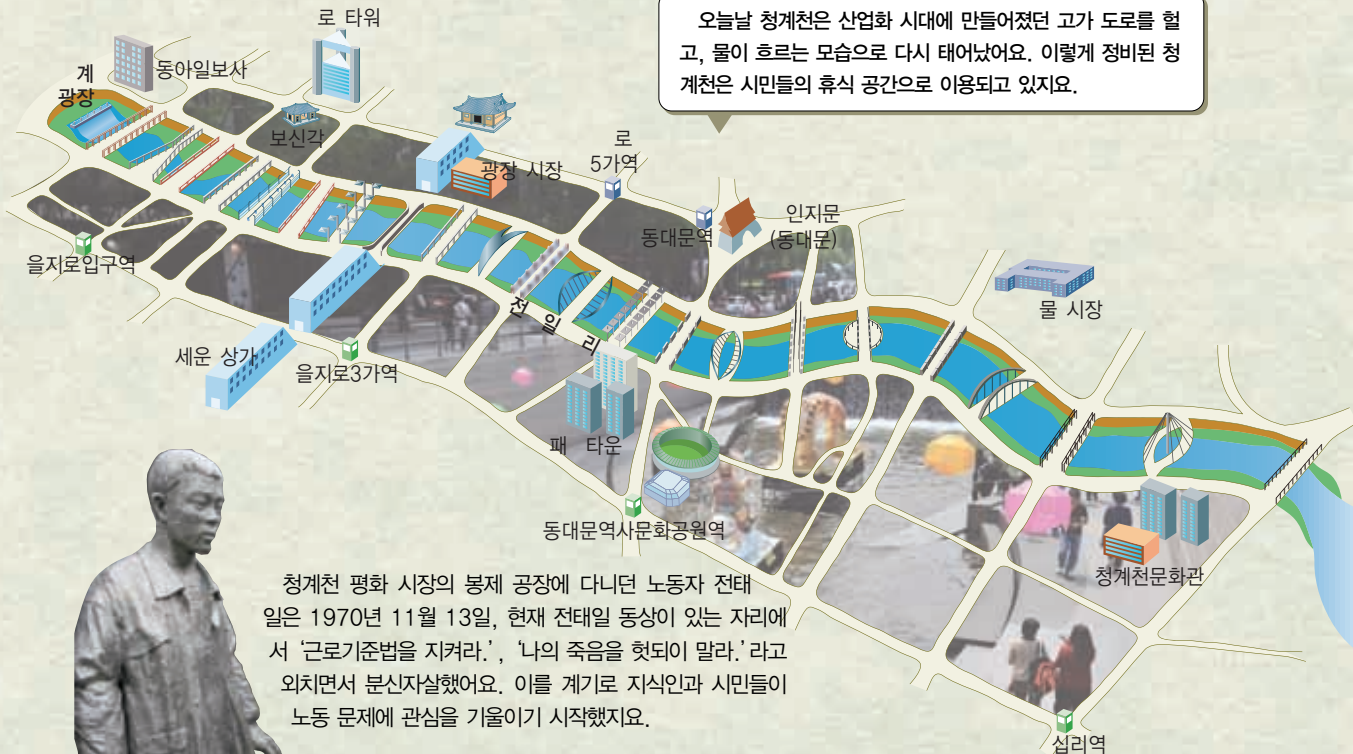 로 타워
오늘날 청계천은 산업화 시대에 만들어졌던 고가 도로를 헐
고, 물이 흐르는 모습으로 다시 태어났어요. 이렇게 정비된 청
계천은 시민들의 휴식 공간으로 이용되고 있지요.
계
광장
동아일보사
보신각
광장 시장
로
5가역
동대문역
인지문
(동대문)
을지로입구역
물 시장
전일리
세운 상가
을지로3가역
패 타운
동대문역사문화공원역
청계천문화관
청계천 평화 시장의 봉제 공장에 다니던 노동자 전태
일은 1970년 11월 13일, 현재 전태일 동상이 있는 자리에
서 ‘근로기준법을 지켜라.’, ‘나의 죽음을 헛되이 말라.’라고
외치면서 분신자살했어요. 이를 계기로 지식인과 시민들이
노동 문제에 관심을 기울이기 시작했지요.
십리역